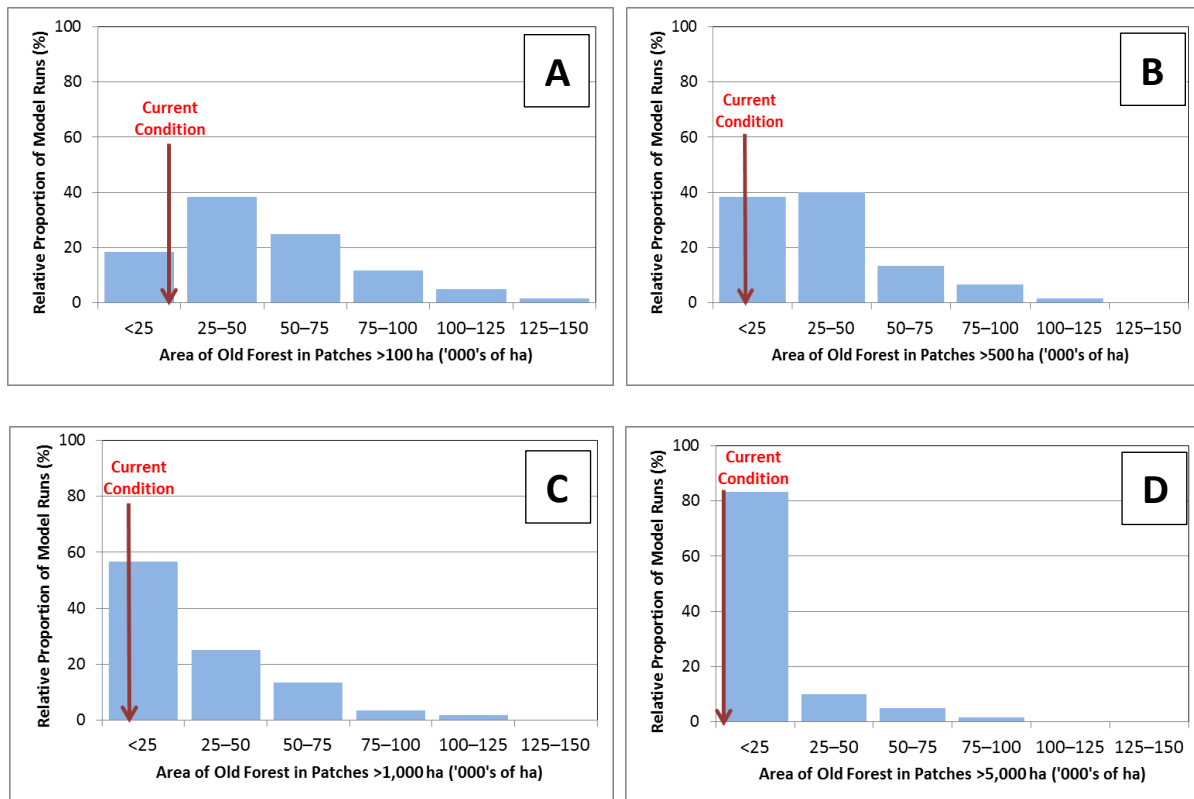 Relative Proportion of Model Runs (%)
100
80
60
40
20
0
Current
Condition
A
<25
25–50
50–75
75–100
100–125
125–150
Area of Old Forest in Patches >100 ha ('000's of ha)
Relative Proportion of Model Runs (%)
100
80
60
40
20
0
Current
Condition
B
<25
25–50
50–75
75–100
100–125
125–150
Area of Old Forest in Patches >500 ha ('000's of ha)
Relative Proportion of Model Runs (%)
100
80
60
40
20
0
Current
Condition
C
<25
25–50
50–75
75–100
100–125
125–150
Area of Old Forest in Patches >1,000 ha ('000's of ha)
Relative Proportion of Model Runs (%)
100
80
60
40
20
0
Current
Condition
D
<25
25–50
50–75
75–100
100–125
125–150
Area of Old Forest in Patches >5,000 ha ('000's of ha)